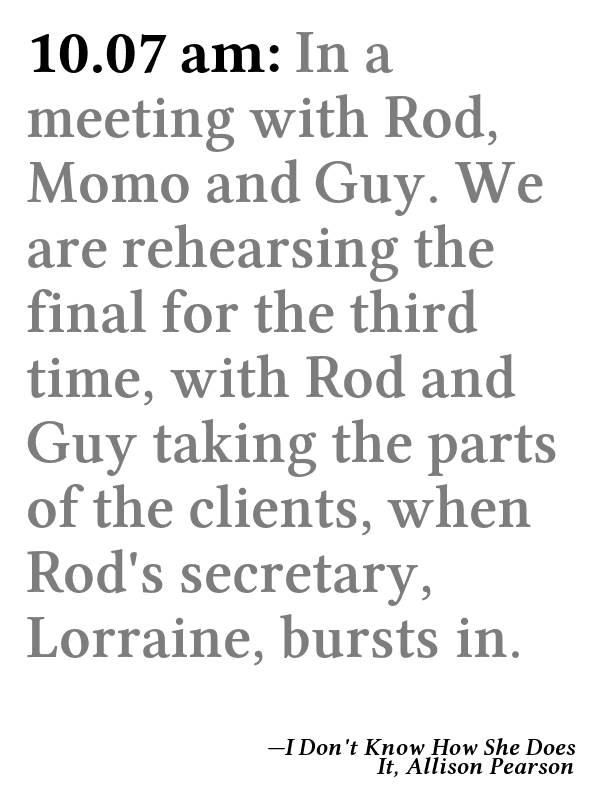 10.07 am: In a
meeting with Rod,
Momo and Guy. We
are rehearsing the
final for the third
time, with Rod and
Guy taking the parts
of the clients, when
Rod's secretary,
Lorraine, bursts in.
—I Don't Know How She Does
It, Allison Pearson